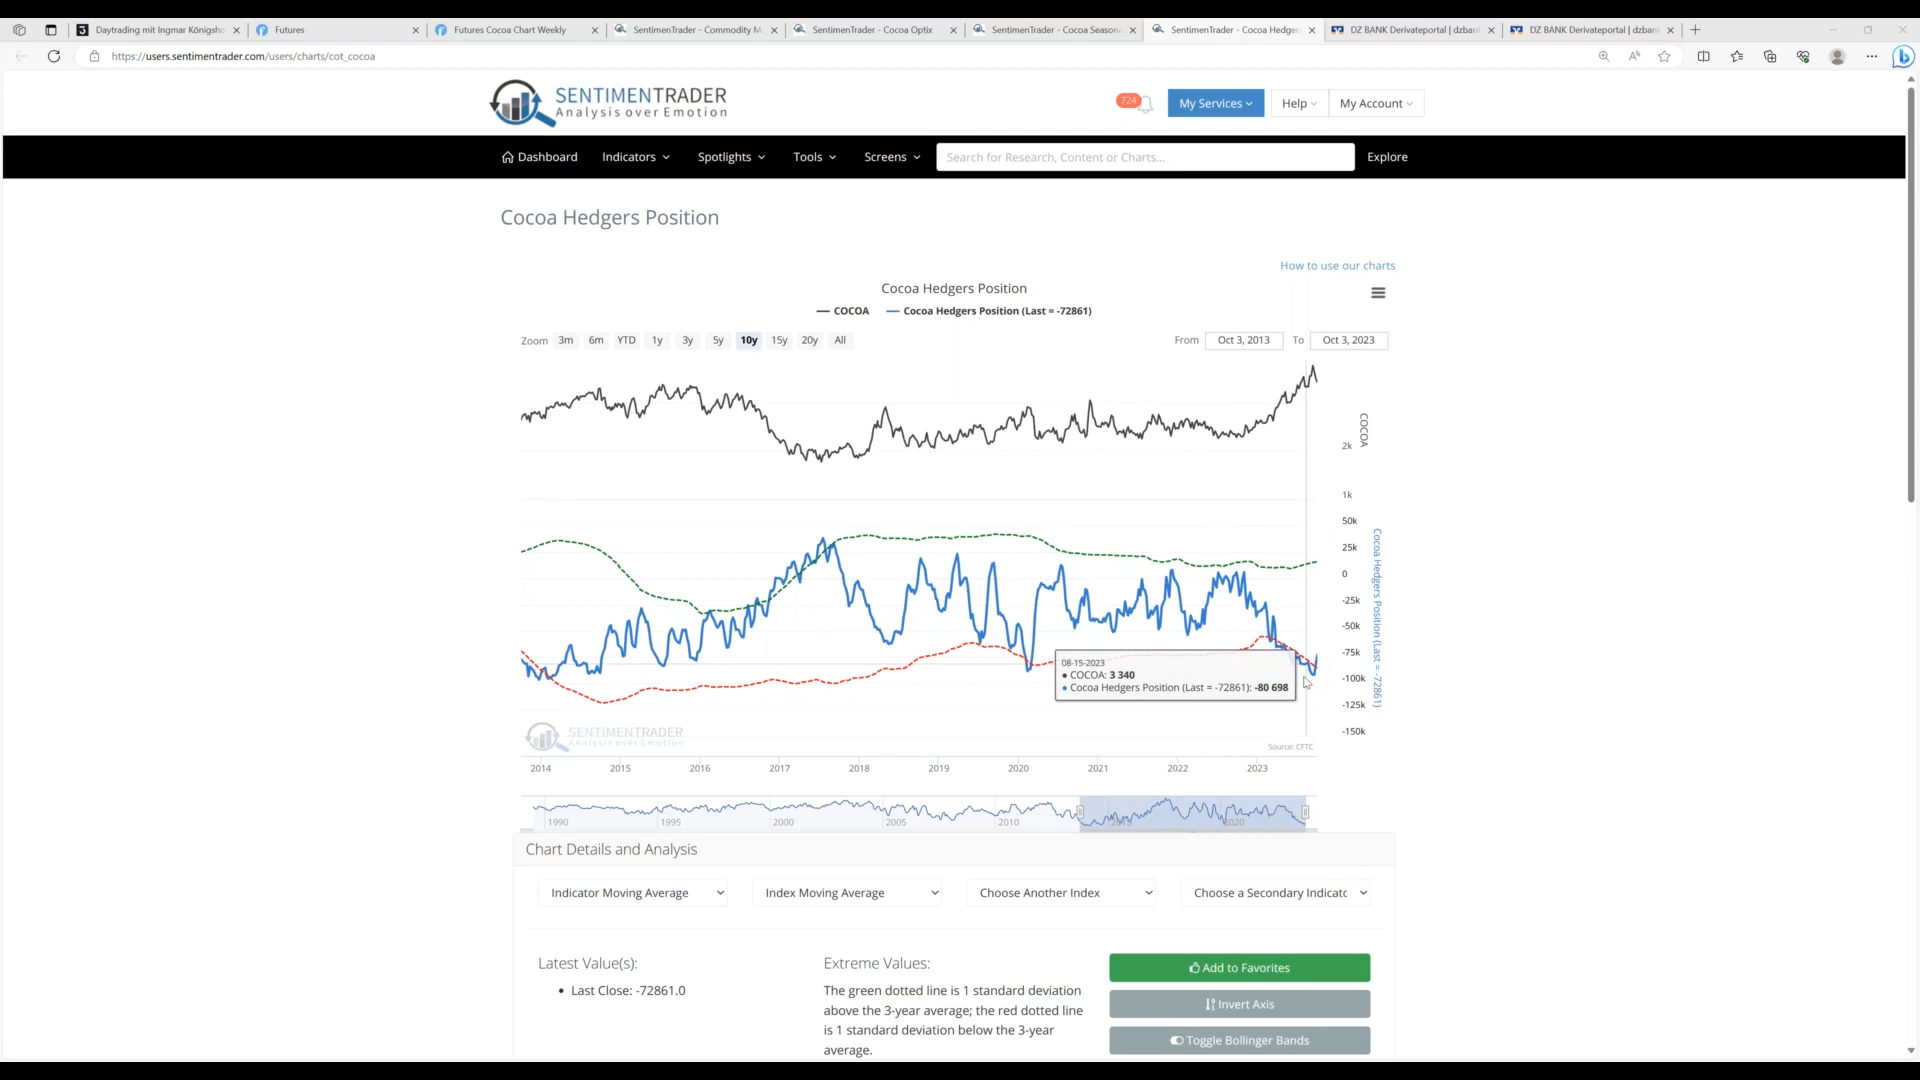 Daytrading mit Ingmar Königsho
Futures
Futures Cocoa Chart Weekly
SentimenTrader - Commodity M
SentimenTrader - Cocoa Optix
SentimenTrader - Cocoa Season
SentimenTrader - Cocoa Hedger
DZ BANK Derivateportal | dzban
DZ BANK Derivateportal | dzban
https://users.sentimentrader.com/users/charts/cot_cocoa
SENTIMENTRADER
Analysis over Emotion
724
My Services
Help
My Account
Dashboard
Indicators
Spotlights
Tools
Screens
Search for Research, Content or Charts...
Explore
Cocoa Hedgers Position
How to use our charts
Cocoa Hedgers Position
COCOA
Cocoa Hedgers Position (Last = -72861)
Zoom 3m 6m YTD 1y 3y 5y 10y 15y 20y All
From Oct 3, 2013 To Oct 3, 2023
COCOA
2k
1k
50k
25k
0
-25k
-50k
-75k
-100k
-125k
-150k
Cocoa Hedgers Position (Last = -72861)
08-15-2023
COCOA: 3 340
Cocoa Hedgers Position (Last = -72861): -80 698
SENTIMENTRADER
Analysis over Emotion
Source: CFTC
2014 2015 2016 2017 2018 2019 2020 2021 2022 2023
1990 1995 2000 2005 2010 2015 2020
Chart Details and Analysis
Indicator Moving Average
Index Moving Average
Choose Another Index
Choose a Secondary Indicatc
Latest Value(s):
• Last Close: -72861.0
Extreme Values:
The green dotted line is 1 standard deviation
above the 3-year average; the red dotted line
is 1 standard deviation below the 3-year
average.
Add to Favorites
Invert Axis
Toggle Bollinger Bands